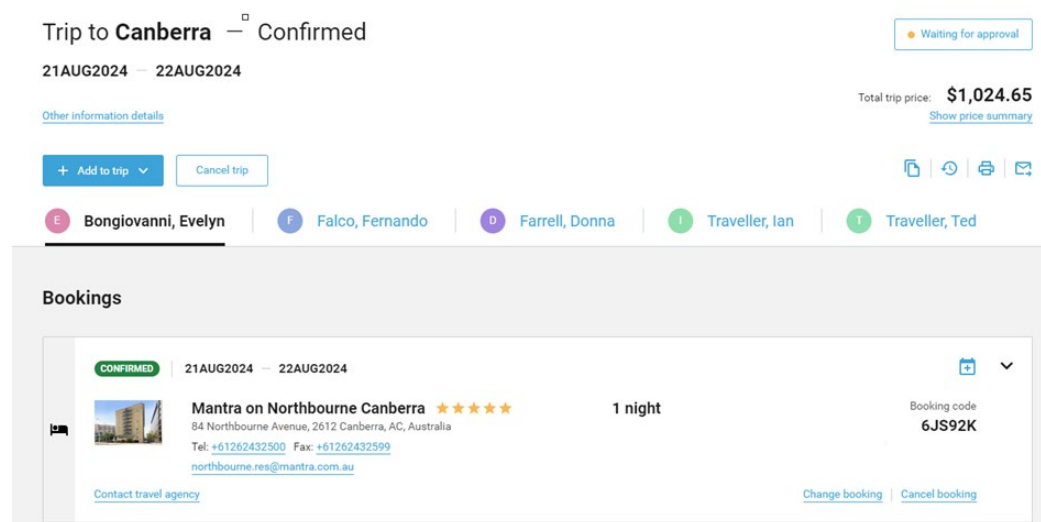 Trip to Canberra — Confirmed
Waiting for approval
21AUG2024 — 22AUG2024
Total trip price: $1,024.65
Other information details
Show price summary
+ Add to trip
Cancel trip
E Bongiovanni, Evelyn F Falco, Fernando D Farrell, Donna I Traveller, Ian T Traveller, Ted
Bookings
CONFIRMED 21AUG2024 — 22AUG2024
Mantra on Northbourne Canberra 1 night Booking code
84 Northbourne Avenue, 2612 Canberra, AC, Australia 6JS92K
Tel: +61262432500 Fax: +61262432599
northbourne.res@mantra.com.au
Contact travel agency Change booking Cancel booking